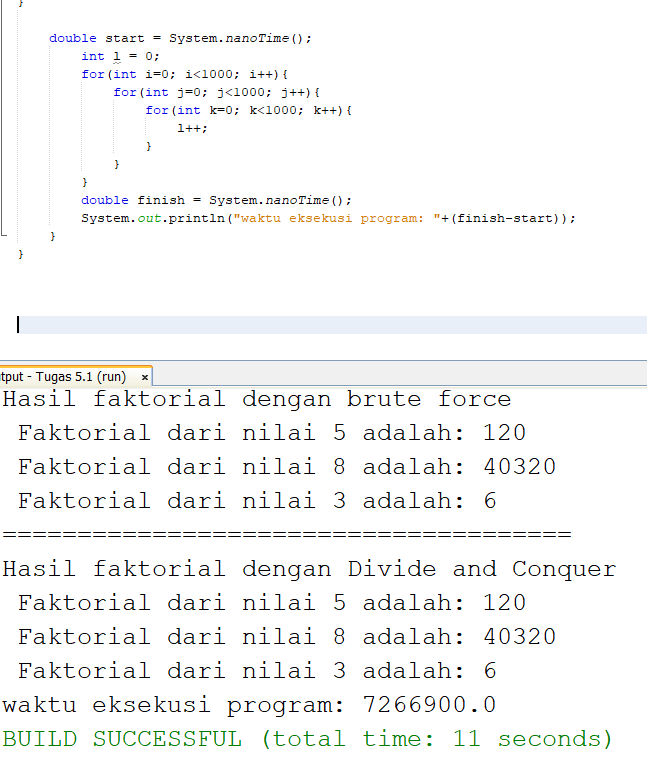 }
double start = System.nanoTime();
int l = 0;
for(int i=0; i<1000; i++){
for(int j=0; j<1000; j++){
for(int k=0; k<1000; k++){
l++;
}
}
}
double finish = System.nanoTime();
System.out.println("waktu eksekusi program: "+(finish-start));
}
}
tput - Tugas 5.1 (run) ×
Hasil faktorial dengan brute force
Faktorial dari nilai 5 adalah: 120
Faktorial dari nilai 8 adalah: 40320
Faktorial dari nilai 3 adalah: 6
======================================
Hasil faktorial dengan Divide and Conquer
Faktorial dari nilai 5 adalah: 120
Faktorial dari nilai 8 adalah: 40320
Faktorial dari nilai 3 adalah: 6
waktu eksekusi program: 7266900.0
BUILD SUCCESSFUL (total time: 11 seconds)